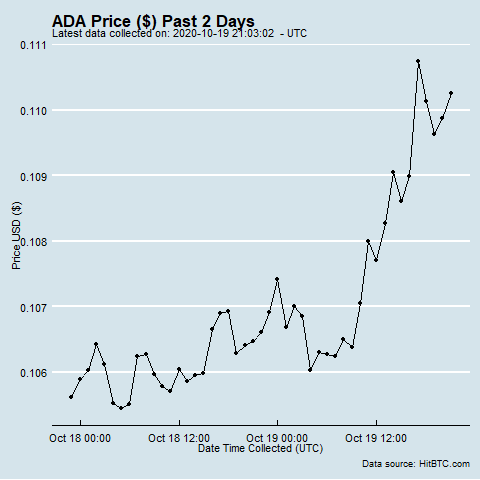 ADA Price ($) Past 2 Days
Latest data collected on: 2020-10-19 21:03:02 - UTC
0.111
0.110
0.109
0.108
0.107
0.106
Price USD ($)
Oct 18 00:00 Oct 18 12:00 Oct 19 00:00 Oct 19 12:00
Date Time Collected (UTC)
Data source: HitBTC.com